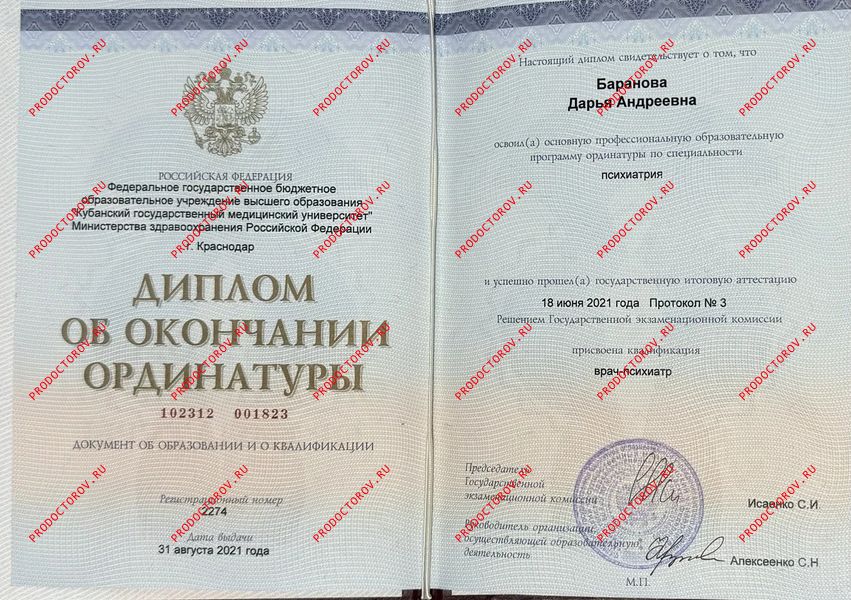 РОССИЙСКАЯ ФЕДЕРАЦИЯ
Федеральное государственное бюджетное
образовательное учреждение высшего образования
"Кубанский государственный медицинский университет"
Министерства здравоохранения Российской Федерации
г. Краснодар
ДИПЛОМ
ОБ ОКОНЧАНИИ
ОРДИНАТУРЫ
102312 001823
ДОКУМЕНТ ОБ ОБРАЗОВАНИИ И О КВАЛИФИКАЦИИ
Регистрационный номер
2274
Дата выдачи
31 августа 2021 года
Настоящий диплом свидетельствует о том, что
Баранова
Дарья Андреевна
освоил(а) основную профессиональную образовательную
программу ординатуры по специальности
психиатрия
и успешно прошел(а) государственную итоговую аттестацию
18 июня 2021 года Протокол № 3
Решением Государственной экзаменационной комиссии
присвоена квалификация
врач-психиатр
Председатель
Государственной
экзаменационной комиссии
Исаенко С.И.
Руководитель организации,
осуществляющей образовательную
деятельность
Алексеенко С.Н.
М.П.
PRODOCTOROV.RU